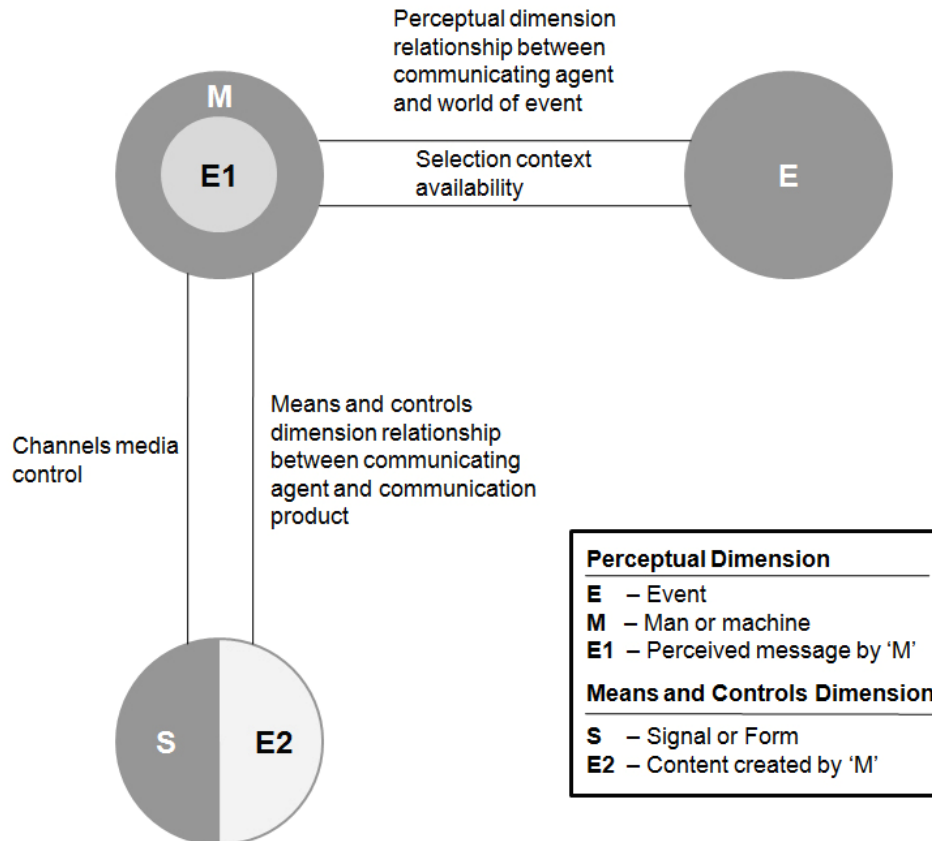 Perceptual dimension
relationship between
communicating agent
and world of event
M
E1
Selection context
availability
E
Channels media
control
Means and controls
dimension relationship
between communicating
agent and communication
product
S
E2
Perceptual Dimension
E – Event
M – Man or machine
E1 – Perceived message by ‘M’
Means and Controls Dimension
S – Signal or Form
E2 – Content created by ‘M’